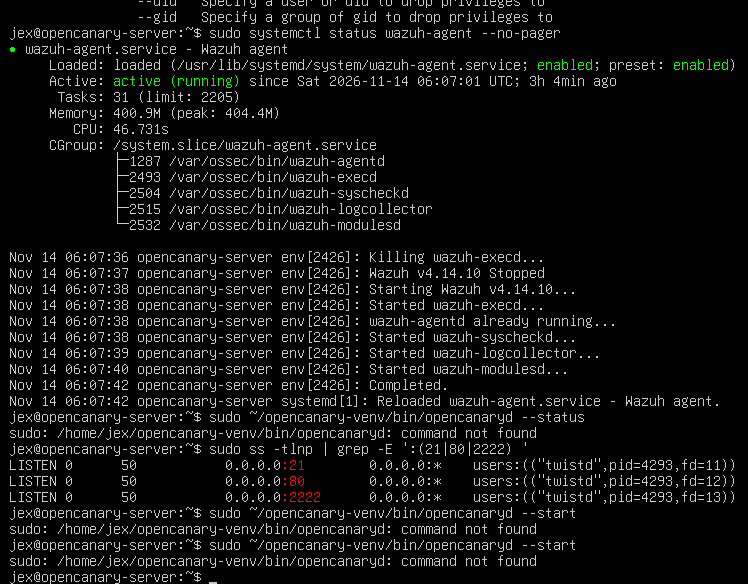 --uid   Specify a user or uid to drop privileges to
--gid   Specify a group of gid to drop privileges to
jex@opencanary-server:~$ sudo systemctl status wazuh-agent --no-pager
● wazuh-agent.service - Wazuh agent
     Loaded: loaded (/usr/lib/systemd/system/wazuh-agent.service; enabled; preset: enabled)
     Active: active (running) since Sat 2026-11-14 06:07:01 UTC; 3h 4min ago
      Tasks: 31 (limit: 2205)
     Memory: 400.9M (peak: 404.4M)
        CPU: 46.731s
     CGroup: /system.slice/wazuh-agent.service
             ├─1287 /var/ossec/bin/wazuh-agentd
             ├─2493 /var/ossec/bin/wazuh-execd
             ├─2504 /var/ossec/bin/wazuh-syscheckd
             ├─2515 /var/ossec/bin/wazuh-logcollector
             └─2532 /var/ossec/bin/wazuh-modulesd

Nov 14 06:07:36 opencanary-server env[2426]: Killing wazuh-execd...
Nov 14 06:07:37 opencanary-server env[2426]: Wazuh v4.14.10 Stopped
Nov 14 06:07:38 opencanary-server env[2426]: Starting Wazuh v4.14.10...
Nov 14 06:07:38 opencanary-server env[2426]: Started wazuh-execd...
Nov 14 06:07:38 opencanary-server env[2426]: wazuh-agentd already running...
Nov 14 06:07:38 opencanary-server env[2426]: Started wazuh-syscheckd...
Nov 14 06:07:39 opencanary-server env[2426]: Started wazuh-logcollector...
Nov 14 06:07:40 opencanary-server env[2426]: Started wazuh-modulesd...
Nov 14 06:07:42 opencanary-server env[2426]: Completed.
Nov 14 06:07:42 opencanary-server systemd[1]: Reloaded wazuh-agent.service - Wazuh agent.
jex@opencanary-server:~$ sudo ~/opencanary-venv/bin/opencanaryd --status
sudo: /home/jex/opencanary-venv/bin/opencanaryd: command not found
jex@opencanary-server:~$ sudo ss -tlnp | grep -E ':(21|80|2222) '
LISTEN 0      50           0.0.0.0:21        0.0.0.0:*    users:(("twistd",pid=4293,fd=11))
LISTEN 0      50           0.0.0.0:80        0.0.0.0:*    users:(("twistd",pid=4293,fd=12))
LISTEN 0      50           0.0.0.0:2222      0.0.0.0:*    users:(("twistd",pid=4293,fd=13))
jex@opencanary-server:~$ sudo ~/opencanary-venv/bin/opencanaryd --start
sudo: /home/jex/opencanary-venv/bin/opencanaryd: command not found
jex@opencanary-server:~$ sudo ~/opencanary-venv/bin/opencanaryd --start
sudo: /home/jex/opencanary-venv/bin/opencanaryd: command not found
jex@opencanary-server:~$ _